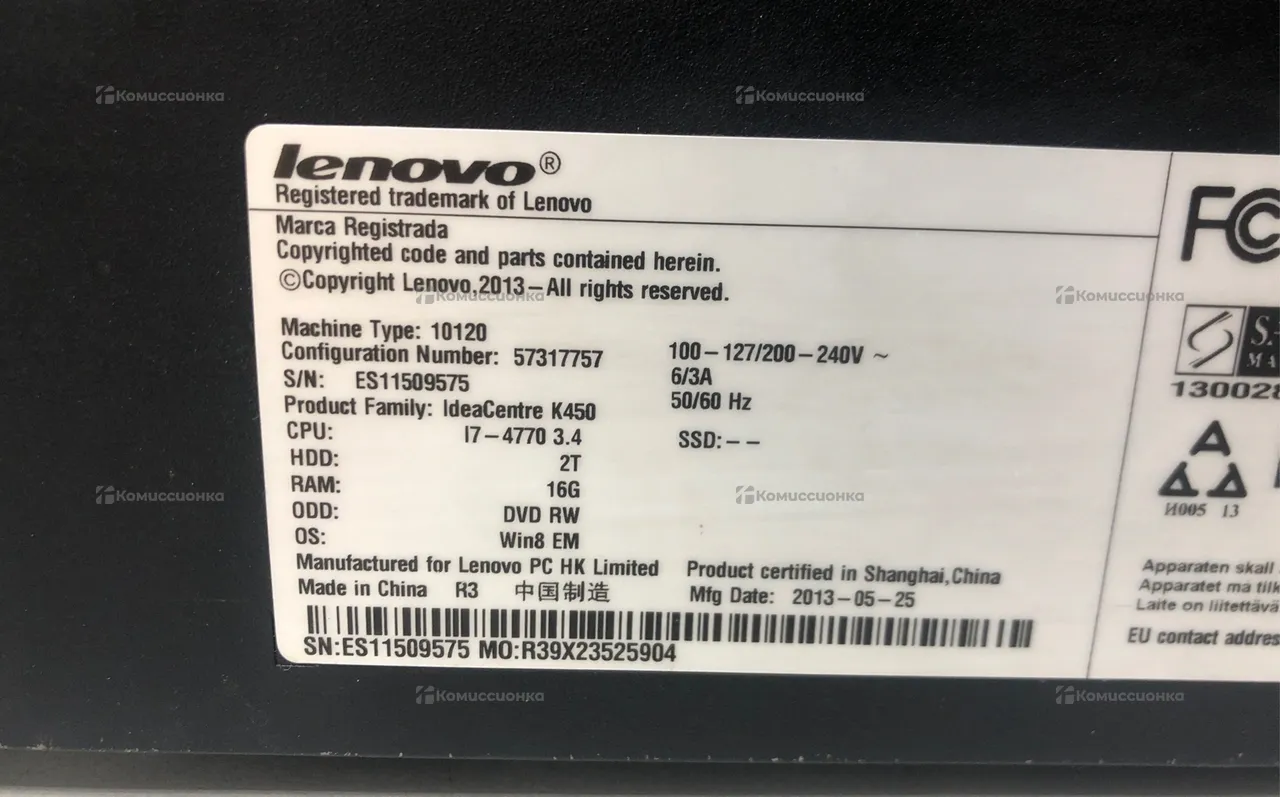 Комиссионка
Комиссионка
lenovo®
Registered trademark of Lenovo
Marca Registrada
Copyrighted code and parts contained herein.
©Copyright Lenovo,2013–All rights reserved.
Комиссионка
Комиссионка
Machine Type: 10120
Configuration Number: 57317757
S/N: ES11509575
Product Family: IdeaCentre K450
CPU: I7–4770 3.4
HDD: 2T
RAM: 16G
ODD: DVD RW
OS: Win8 EM
100–127/200–240V ~
6/3A
50/60 Hz
SSD:– –
Комиссионка
Комиссионка
Manufactured for Lenovo PC HK Limited
Made in China R3 中国制造
Product certified in Shanghai,China
Mfg Date: 2013–05–25
SN:ES11509575 MO:R39X23525904
FC
130028
И005 13
Apparaten skall
Apparatet ma tilk
Laite on liitettävä
EU contact addres
Комиссионка
Комиссионка